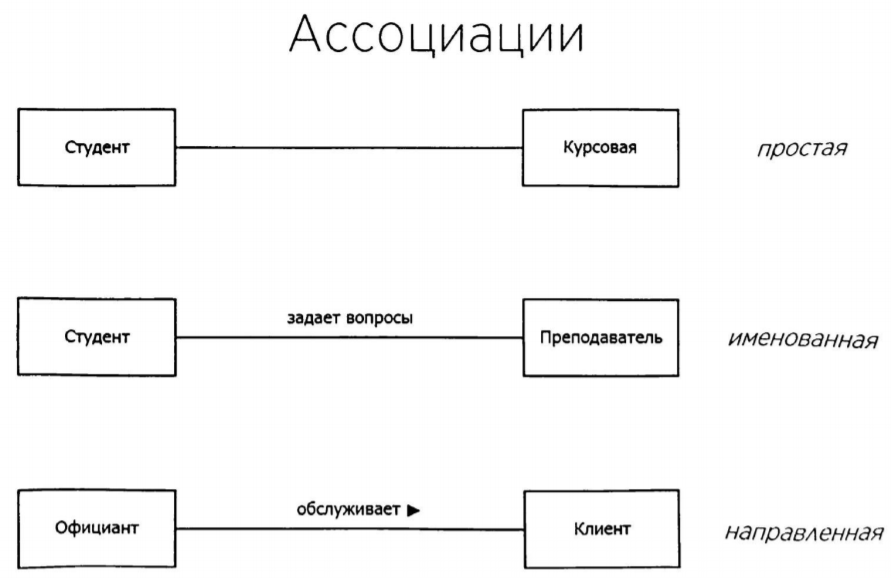 Ассоциации
Студент
Курсовая
простая
Студент
задает вопросы
Преподаватель
именованная
Официант
обслуживает ►
Клиент
направленная